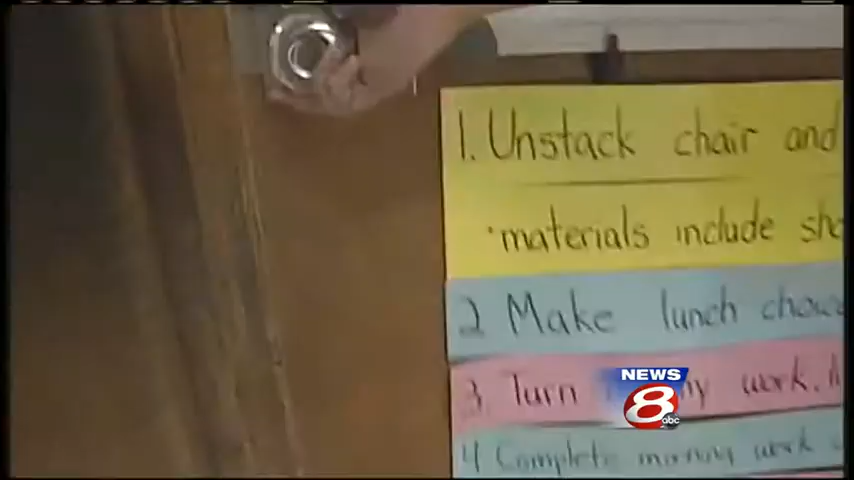 1. Unstack chair and
• materials include
2 Make lunch
3. Turn work.
4 Complete morning work
NEWS
8
abc